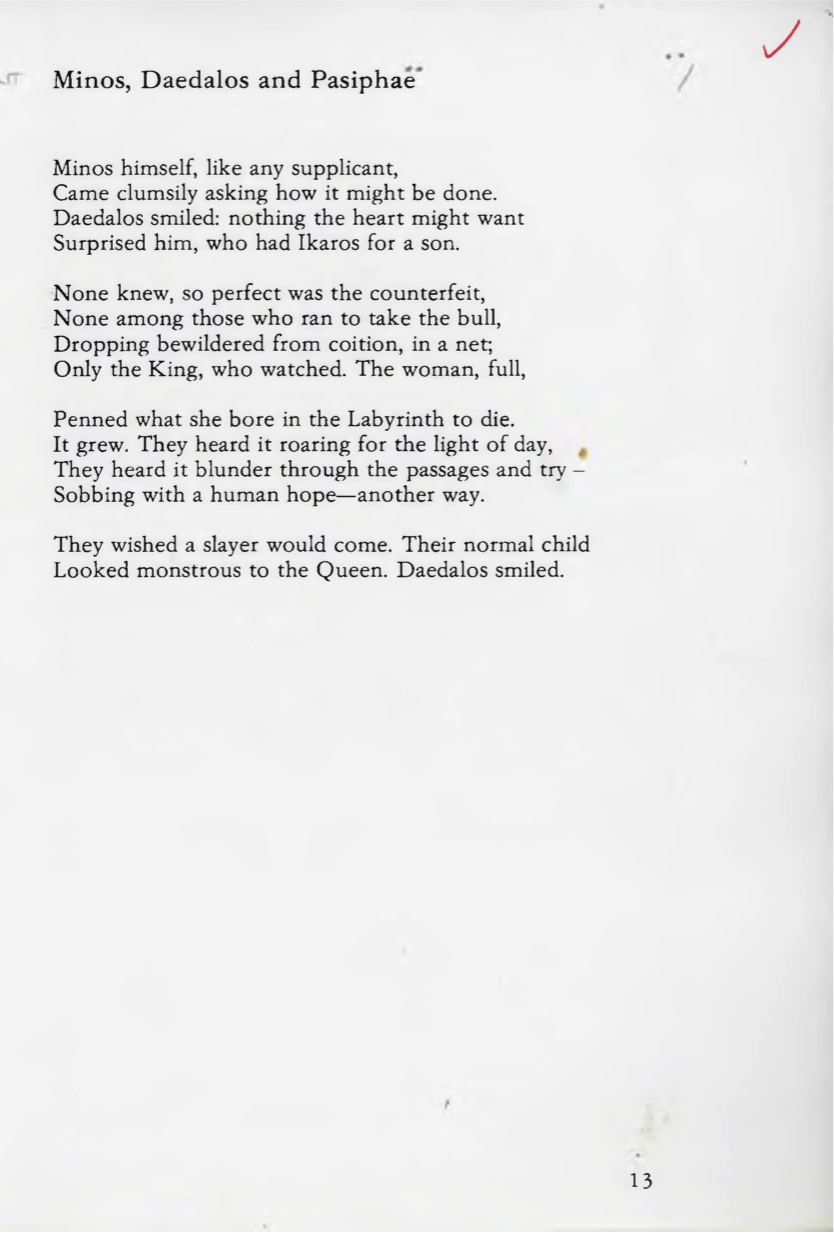 Minos, Daedalos and Pasiphaë
Minos himself, like any supplicant,
Came clumsily asking how it might be done.
Daedalos smiled: nothing the heart might want
Surprised him, who had Ikaros for a son.
None knew, so perfect was the counterfeit,
None among those who ran to take the bull,
Dropping bewildered from coition, in a net;
Only the King, who watched. The woman, full,
Penned what she bore in the Labyrinth to die.
It grew. They heard it roaring for the light of day,
They heard it blunder through the passages and try –
Sobbing with a human hope—another way.
They wished a slayer would come. Their normal child
Looked monstrous to the Queen. Daedalos smiled.
13